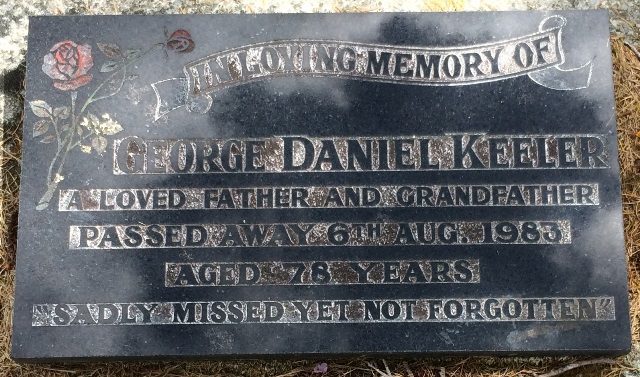 IN LOVING MEMORY OF
GEORGE DANIEL KEELER
A LOVED FATHER AND GRANDFATHER
PASSED AWAY 6TH AUG. 1983
AGED 78 YEARS
"SADLY MISSED YET NOT FORGOTTEN"